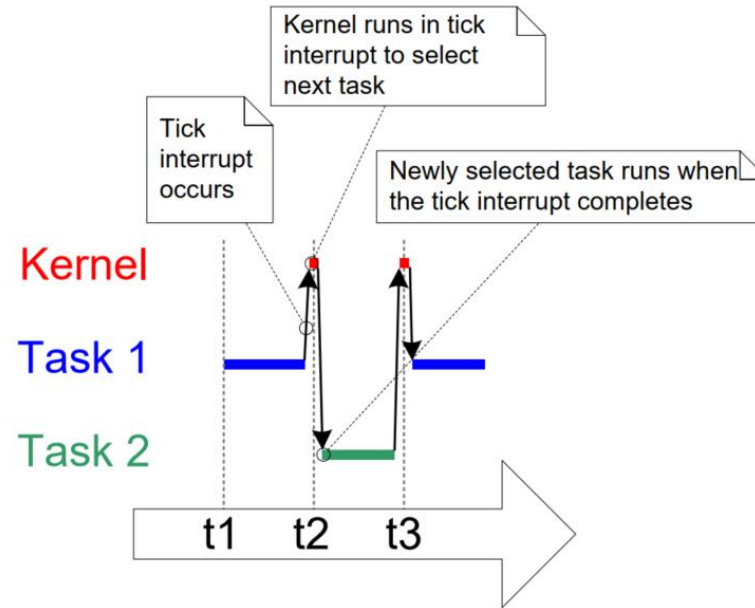 Kernel runs in tick
interrupt to select
next task
Tick
interrupt
occurs
Newly selected task runs when
the tick interrupt completes
Kernel
Task 1
Task 2
t1 t2 t3